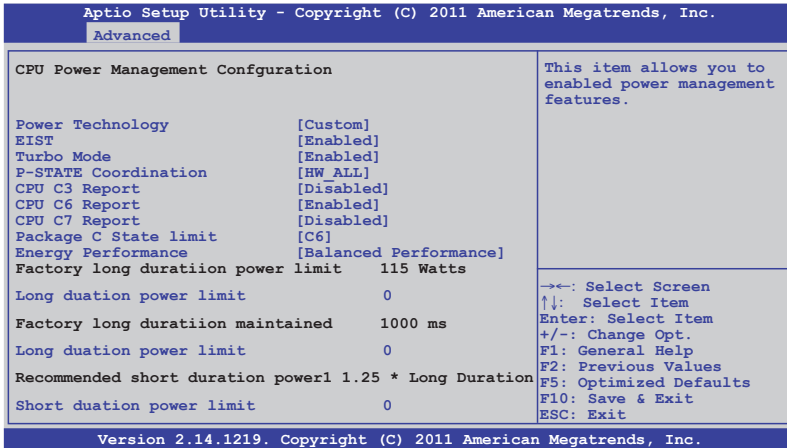 Aptio Setup Utility - Copyright (C) 2011 American Megatrends, Inc.
Advanced
CPU Power Management Confguration
Power Technology [Custom]
EIST [Enabled]
Turbo Mode [Enabled]
P-STATE Coordination [HW_ALL]
CPU C3 Report [Disabled]
CPU C6 Report [Enabled]
CPU C7 Report [Disabled]
Package C State limit [C6]
Energy Performance [Balanced Performance]
Factory long duratiion power limit 115 Watts
Long duation power limit 0
Factory long duratiion maintained 1000 ms
Long duation power limit 0
Recommended short duration power1 1.25 * Long Duration
Short duation power limit 0
This item allows you to
enabled power management
features.
→←: Select Screen
↑↓: Select Item
Enter: Select Item
+/-: Change Opt.
F1: General Help
F2: Previous Values
F5: Optimized Defaults
F10: Save & Exit
ESC: Exit
Version 2.14.1219. Copyright (C) 2011 American Megatrends, Inc.